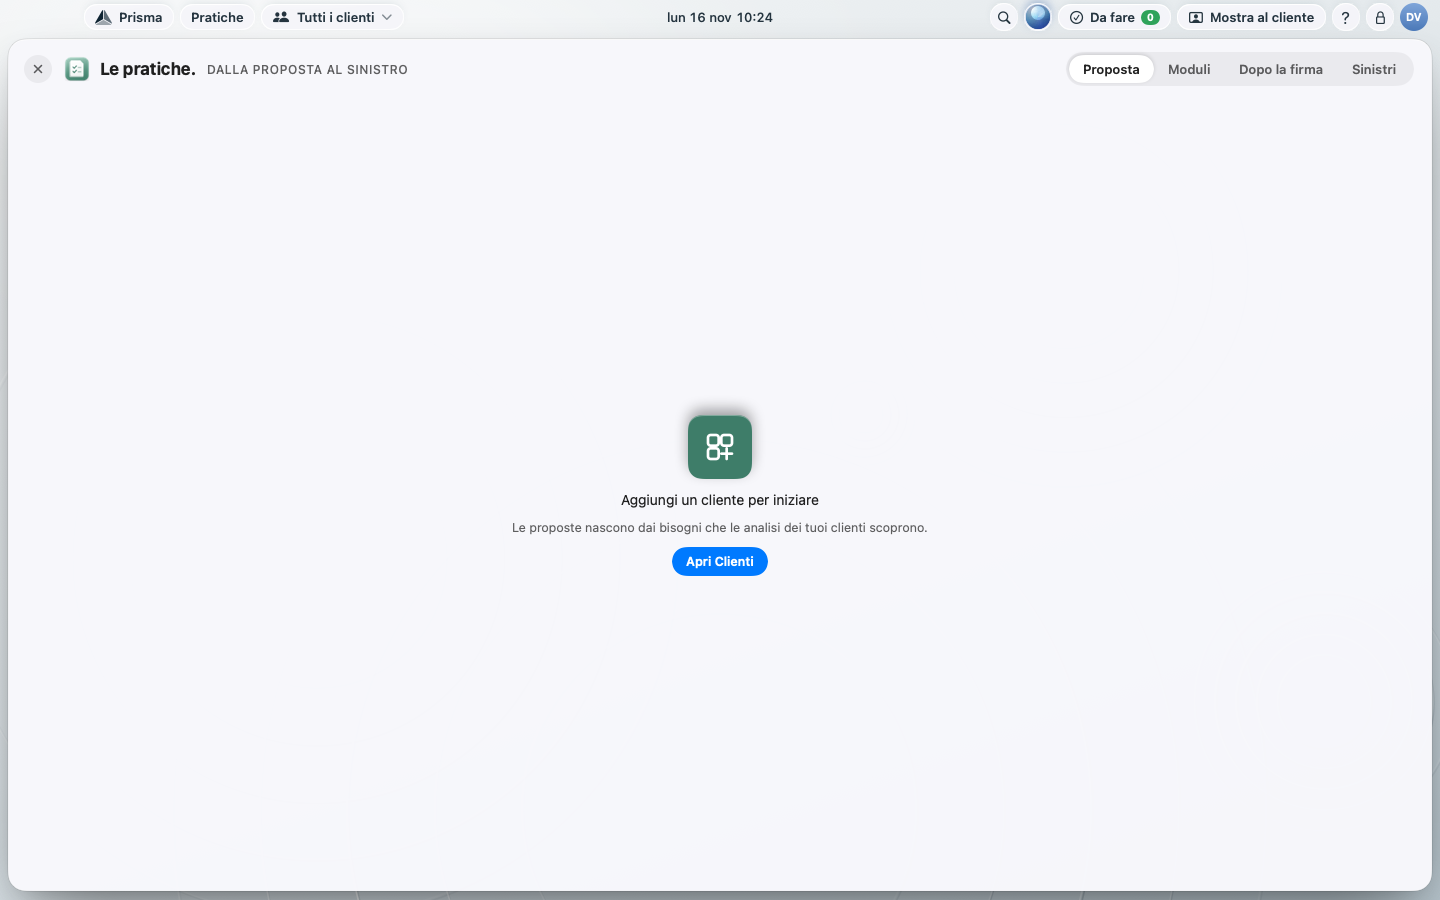 Prisma
Pratiche
Tutti i clienti
lun 16 nov 10:24
Da fare 0
Mostra al cliente
?
DV
Le pratiche. DALLA PROPOSTA AL SINISTRO
Proposta
Moduli
Dopo la firma
Sinistri
Aggiungi un cliente per iniziare
Le proposte nascono dai bisogni che le analisi dei tuoi clienti scoprono.
Apri Clienti